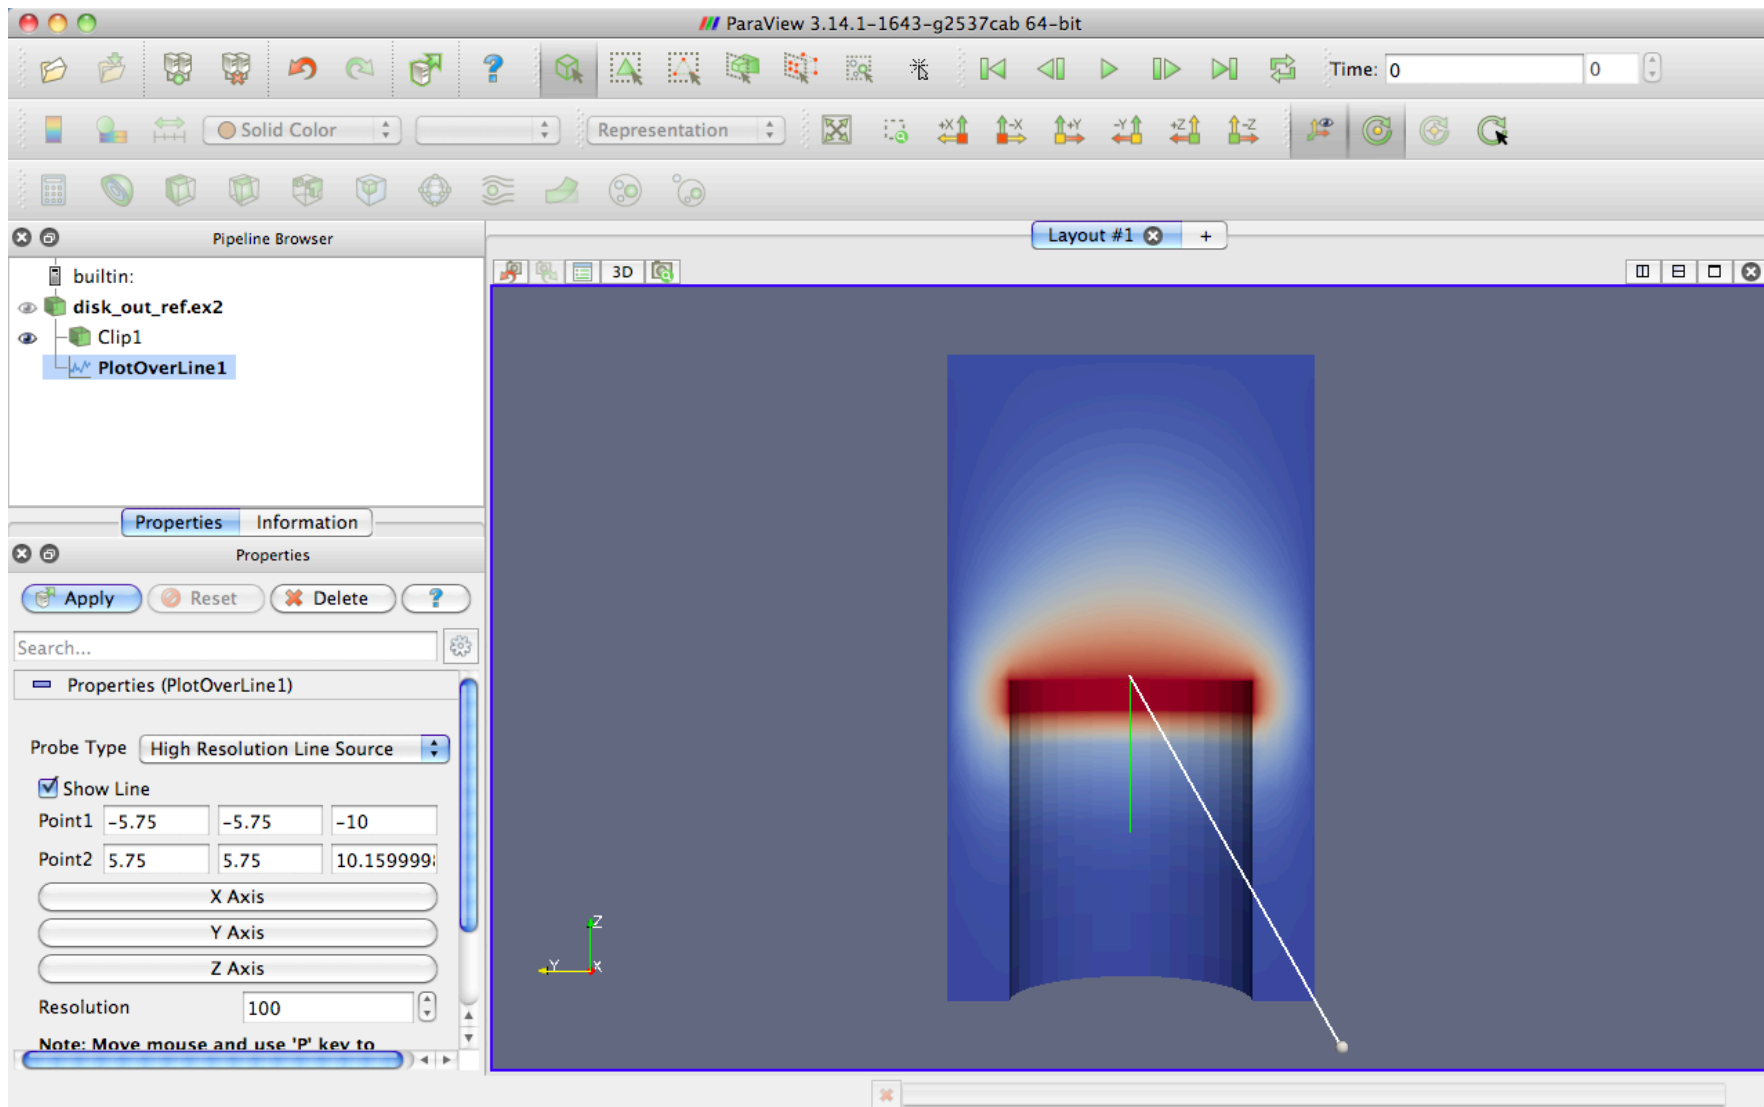 ParaView 3.14.1-1643-g2537cab 64-bit
Time: 0 0
Solid Color Representation
+X -X +Y -Y +Z -Z
Pipeline Browser
Layout #1 +
builtin:
3D
disk_out_ref.ex2
Clip1
PlotOverLine1
Properties Information
Properties
Apply Reset Delete ?
Search...
Properties (PlotOverLine1)
Probe Type High Resolution Line Source
Show Line
Point1 -5.75 -5.75 -10
Point2 5.75 5.75 10.159999
X Axis
Y Axis
Z Axis
Resolution 100
Note: Move mouse and use 'P' key to
Z
Y X